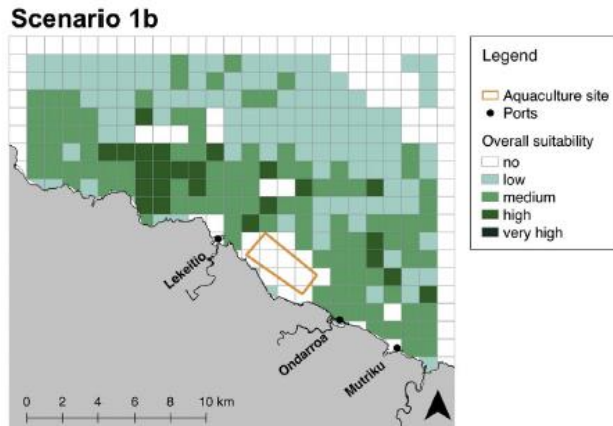 Scenario 1b
Legend
Aquaculture site
Ports
Overall suitability
no
low
medium
high
very high
Lekeitio
Ondarroa
Mutriku
0 2 4 6 8 10 km